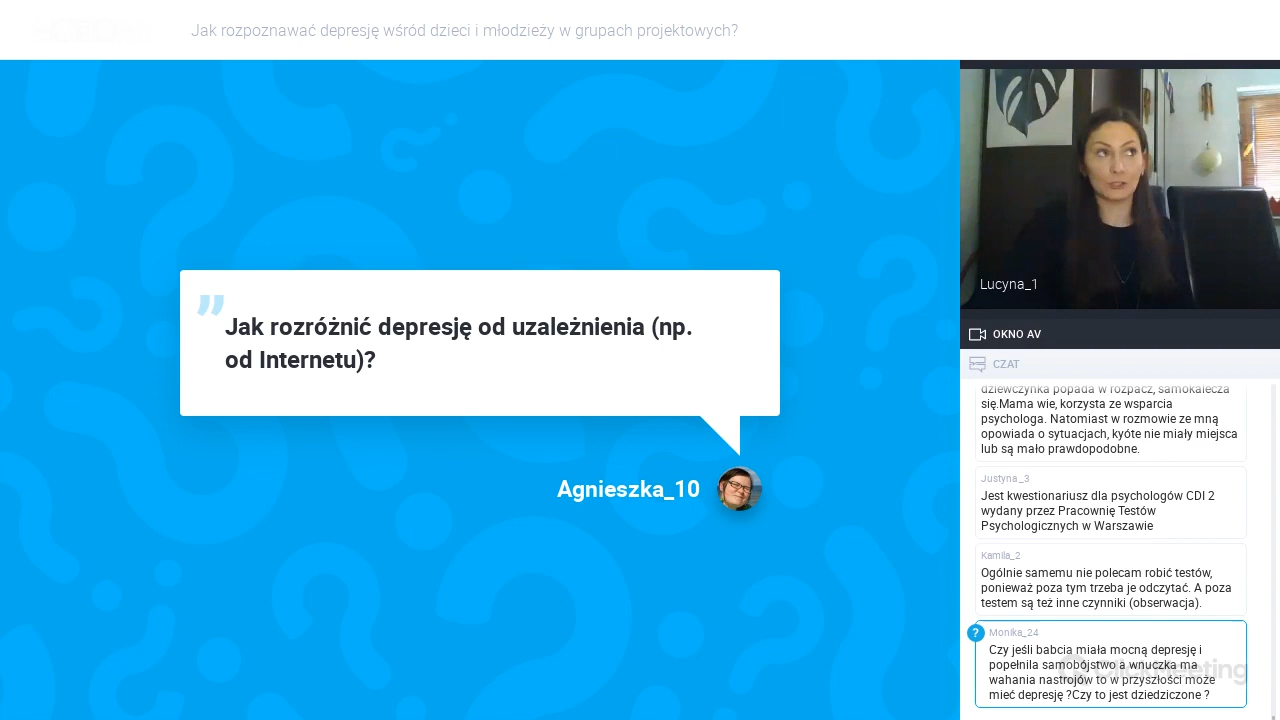 Jak rozpoznawać depresję wśród dzieci i młodzieży w grupach projektowych?
Jak rozróżnić depresję od uzależnienia (np.
od Internetu)?
Agnieszka_10
Lucyna_1
OKNO AV
CZAT
dziewczynka popada w rozpacz, samokalecza
się.Mama wie, korzysta ze wsparcia
psychologa. Natomiast w rozmowie ze mną
opowiada o sytuacjach, kyóte nie miały miejsca
lub są mało prawdopodobne.
Justyna_3
Jest kwestionariusz dla psychologów CDI 2
wydany przez Pracownię Testów
Psychologicznych w Warszawie
Kamila_2
Ogólnie samemu nie polecam robić testów,
ponieważ poza tym trzeba je odczytać. A poza
testem są też inne czynniki (obserwacja).
?
Monika_24
Czy jeśli babcia miała mocną depresję i
popełnila samobójstwo a wnuczka ma
wahania nastrojów to w przyszłości może
mieć depresję ?Czy to jest dziedziczone ?
ClickMeeting